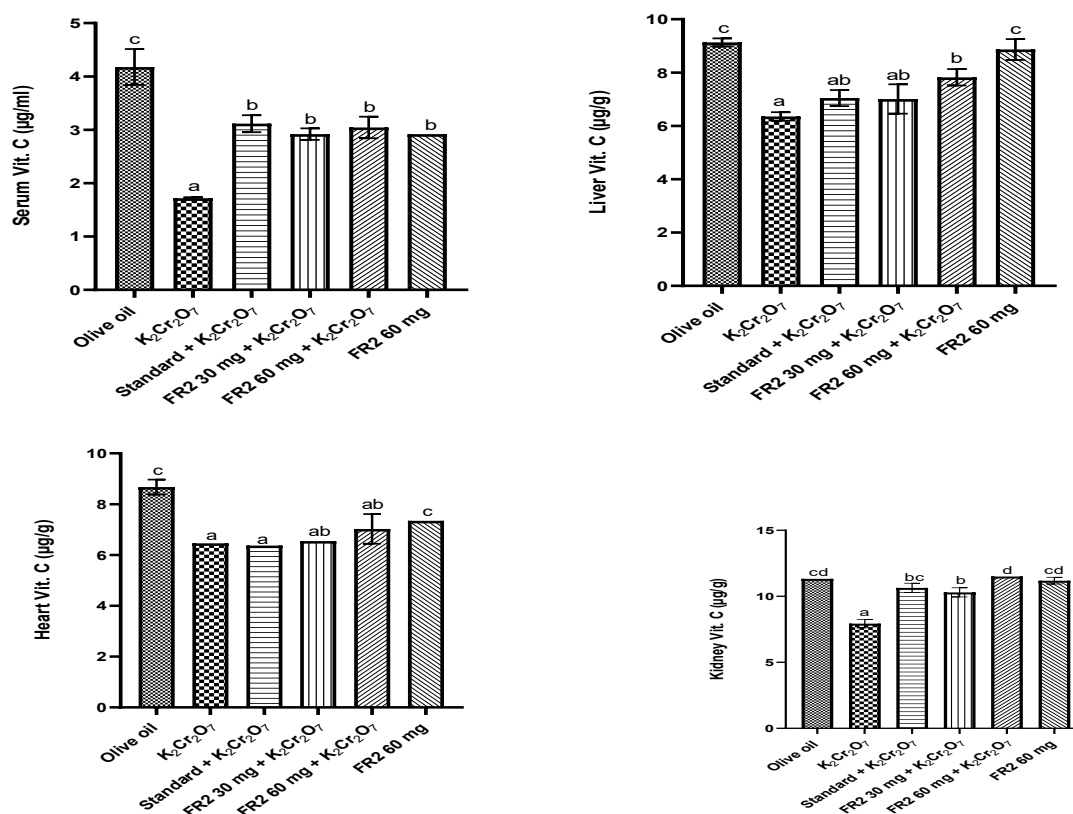 Serum Vit. C (µg/ml)
5
4
3
2
1
0
c
a
b
b
b
b
Olive oil
K₂Cr₂O₇
Standard + K₂Cr₂O₇
FR2 30 mg + K₂Cr₂O₇
FR2 60 mg + K₂Cr₂O₇
FR2 60 mg
Liver Vit. C (µg/g)
10
8
6
4
2
0
c
a
ab
ab
b
c
Olive oil
K₂Cr₂O₇
Standard + K₂Cr₂O₇
FR2 30 mg + K₂Cr₂O₇
FR2 60 mg + K₂Cr₂O₇
FR2 60 mg
Heart Vit. C (µg/g)
10
8
6
4
2
0
c
a
a
ab
ab
c
Olive oil
K₂Cr₂O₇
Standard + K₂Cr₂O₇
FR2 30 mg + K₂Cr₂O₇
FR2 60 mg + K₂Cr₂O₇
FR2 60 mg
Kidney Vit. C (µg/g)
15
10
5
0
cd
a
bc
b
d
cd
Olive oil
K₂Cr₂O₇
Standard + K₂Cr₂O₇
FR2 30 mg + K₂Cr₂O₇
FR2 60 mg + K₂Cr₂O₇
FR2 60 mg